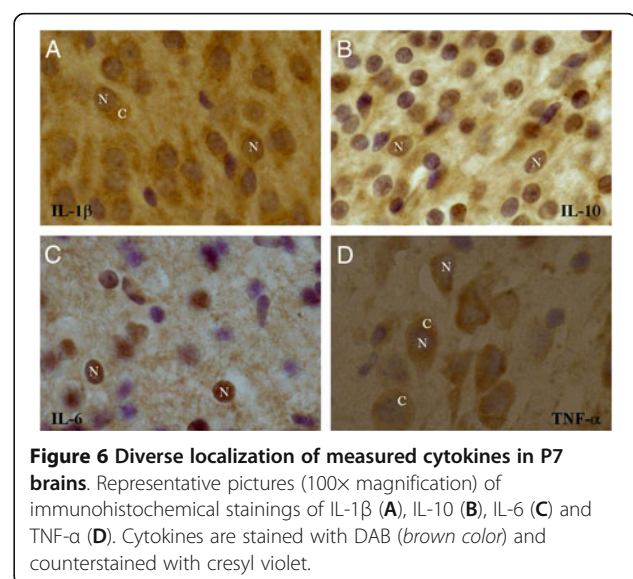 A
B
N
C
N
N
N
IL-1β
IL-10
C
D
N
C
N
N
N
C
IL-6
TNF-α
Figure 6 Diverse localization of measured cytokines in P7
brains. Representative pictures (100× magnification) of
immunohistochemical stainings of IL-1β (A), IL-10 (B), IL-6 (C) and
TNF-α (D). Cytokines are stained with DAB (brown color) and
counterstained with cresyl violet.